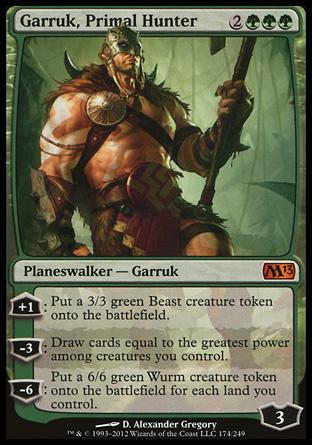 Garruk, Primal Hunter 2
Planeswalker — Garruk M13
+1: Put a 3/3 green Beast creature token
onto the battlefield.
-3: Draw cards equal to the greatest power
among creatures you control.
-6: Put a 6/6 green Wurm creature token
onto the battlefield for each land you
control.
D. Alexander Gregory
™ & © 1993-2012 Wizards of the Coast LLC 174/249
3